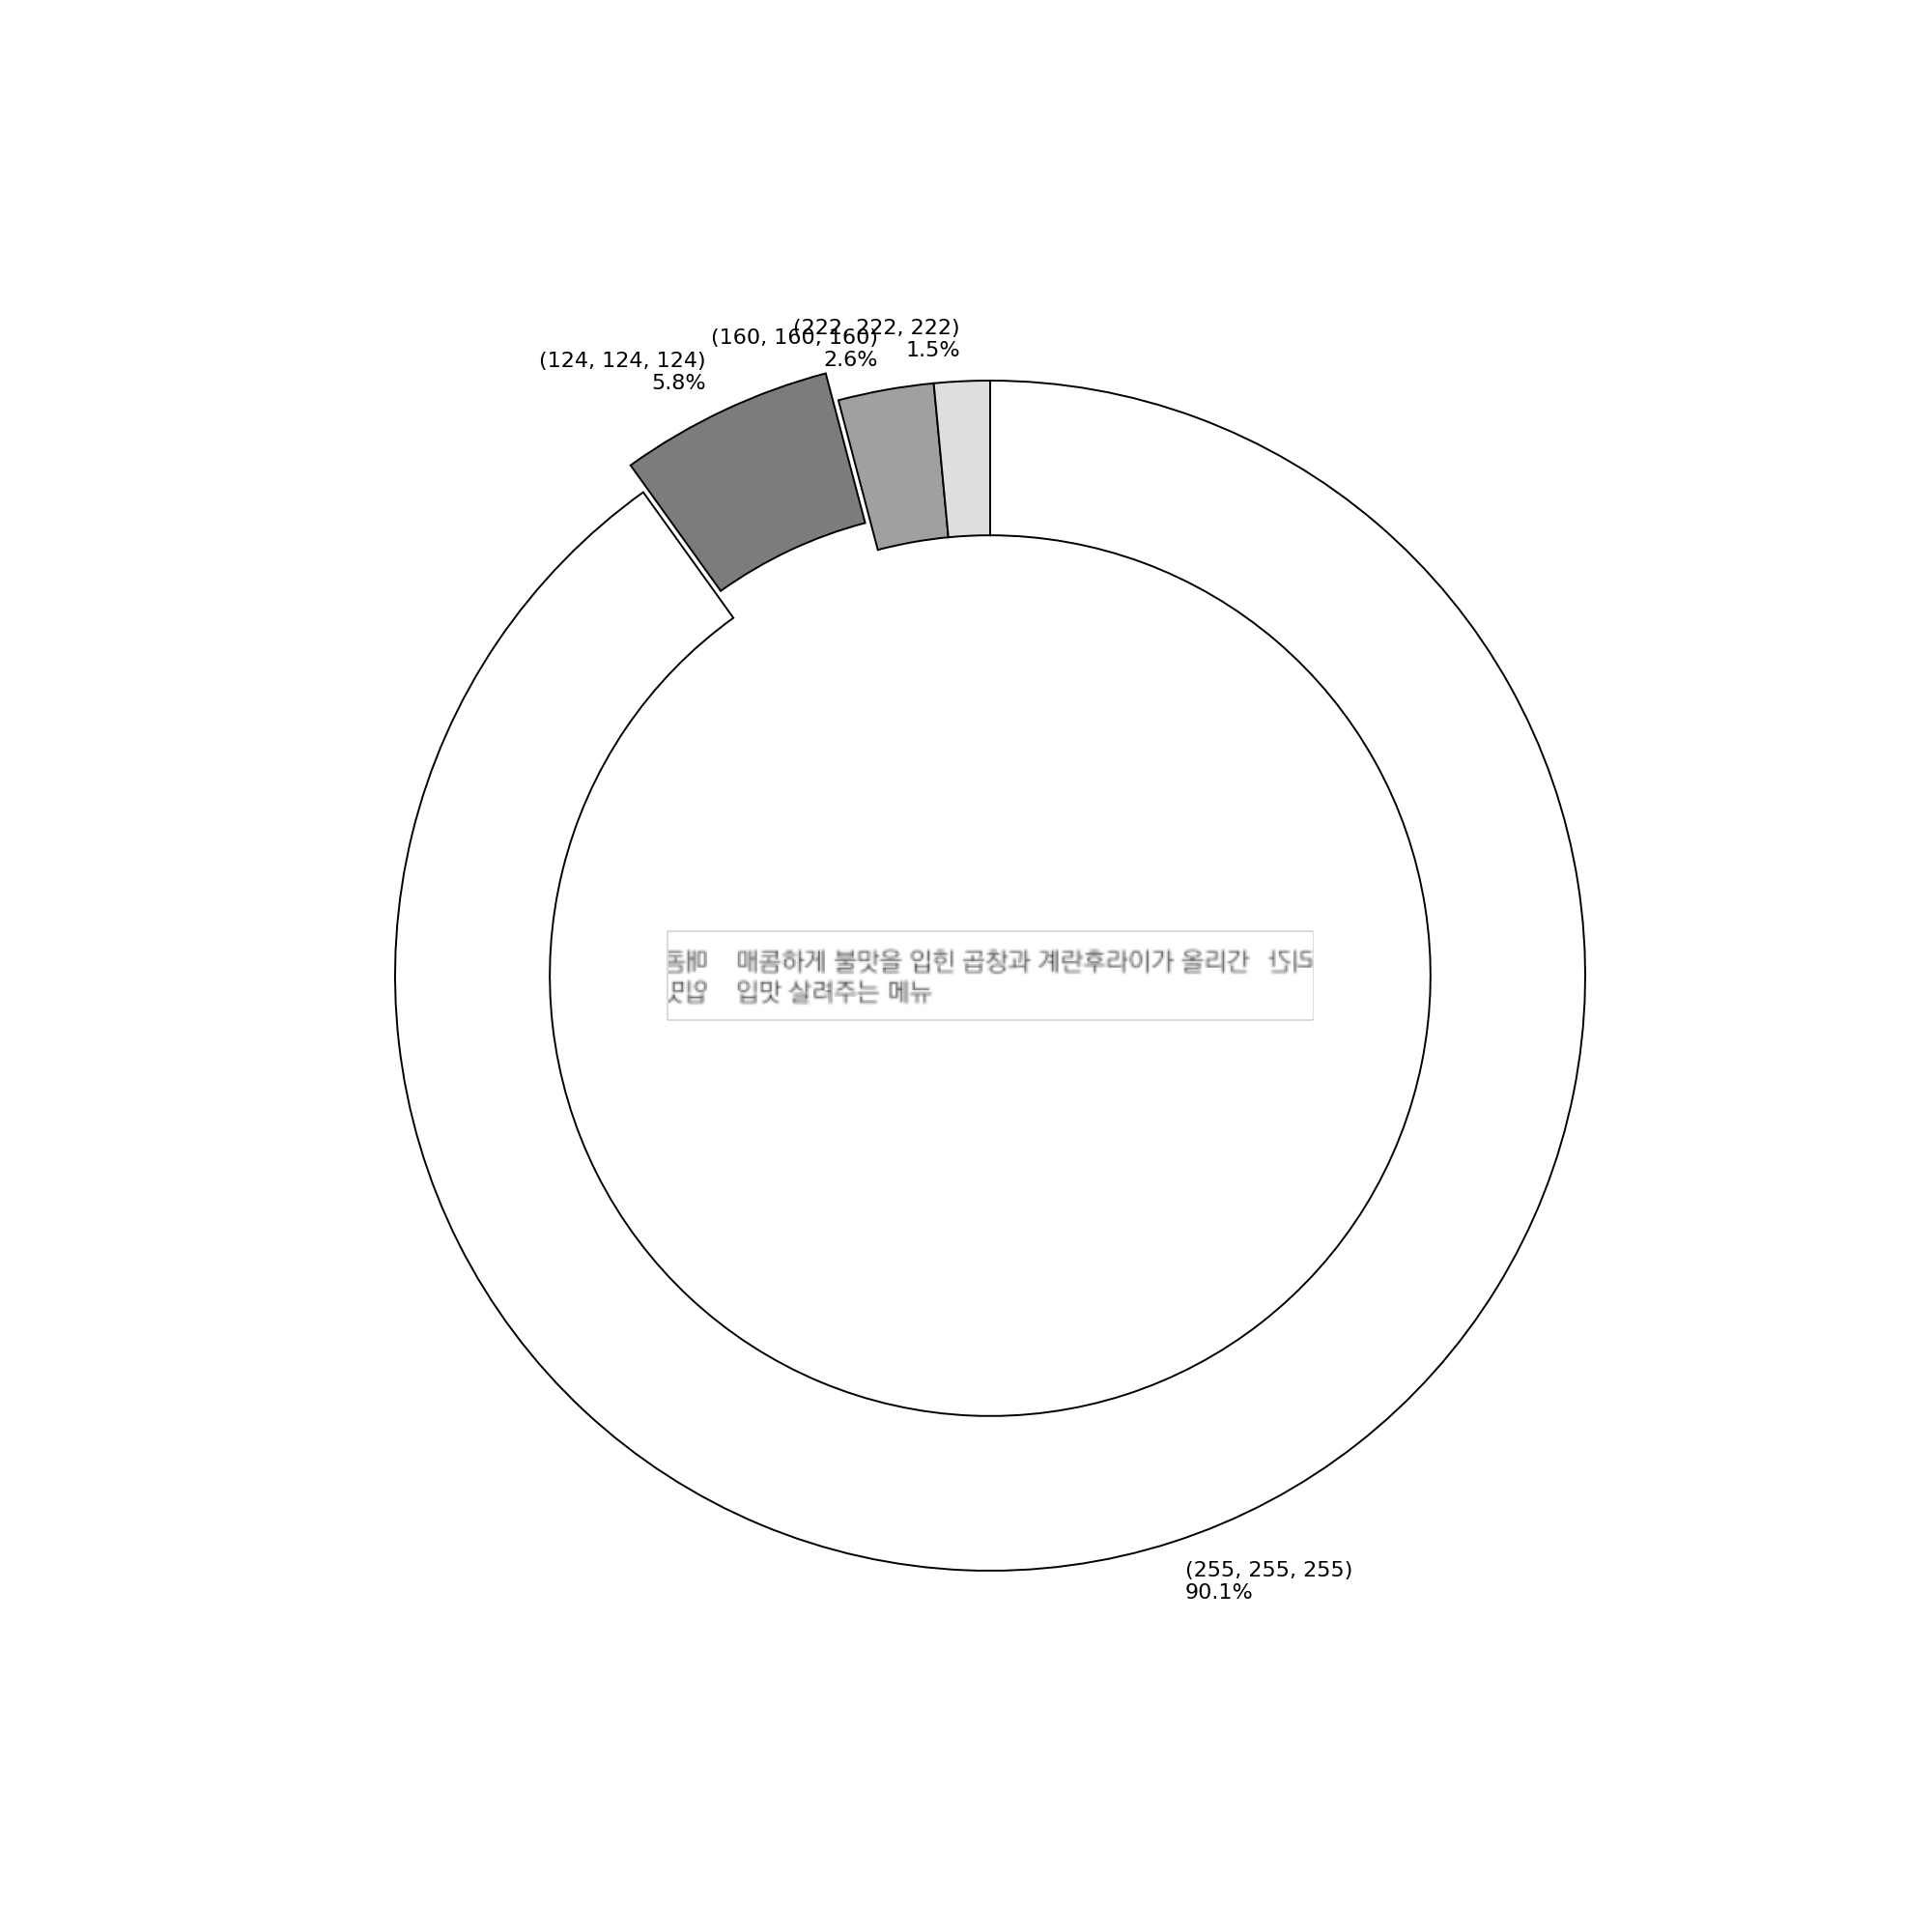 (222, 222, 222)
1.5%
(160, 160, 160)
2.6%
(124, 124, 124)
5.8%
매콤하게 불맛을 입힌 곱창과 계란후라이가 올리간
입맛 살려주는 메뉴
(255, 255, 255)
90.1%